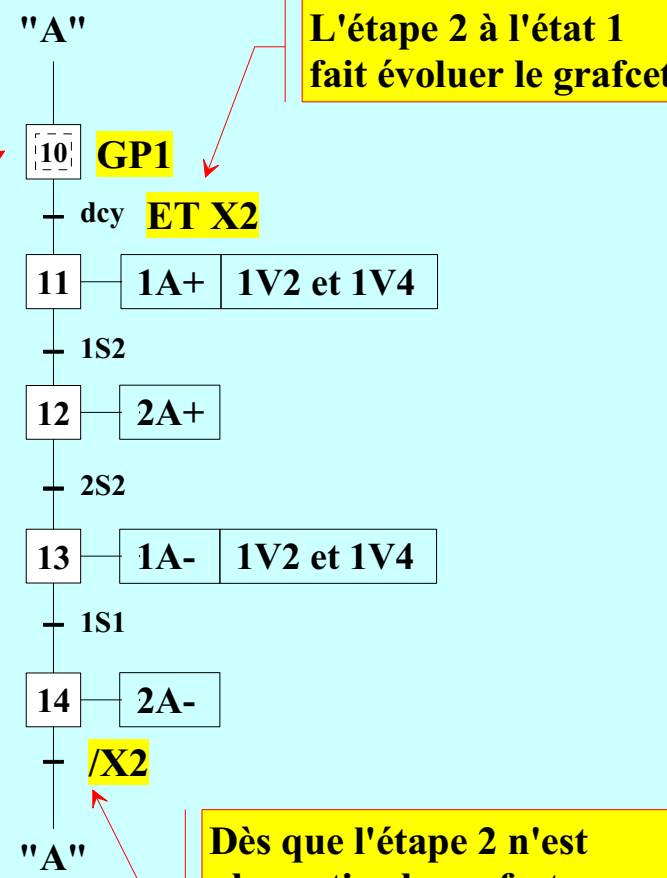 "A"
L'étape 2 à l'état 1
fait évoluer le grafcet
10 GP1
dcy ET X2
11 1A+ 1V2 et 1V4
1S2
12 2A+
2S2
13 1A- 1V2 et 1V4
1S1
14 2A-
/X2
"A"
Dès que l'étape 2 n'est